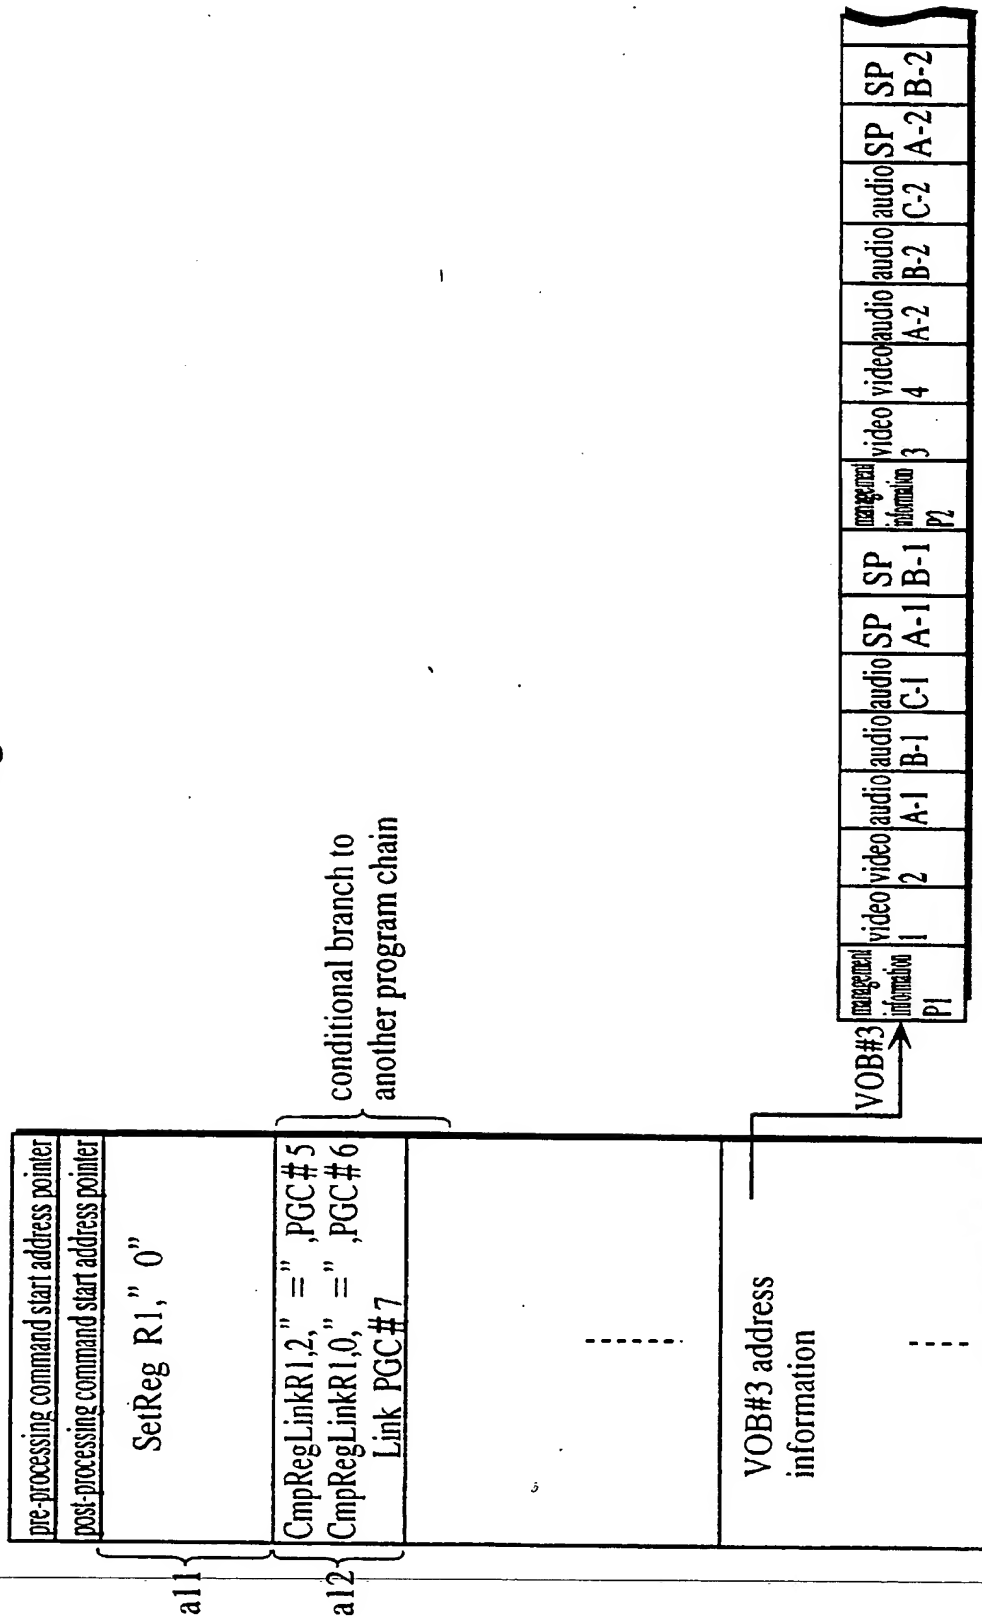 pre-processing command start address pointer
post-processing command start address pointer
a11
SetReg R1," 0"
a12
CmpRegLinkR1,2," =" ,PGC#5
CmpRegLinkR1,0," =" ,PGC#6
Link PGC#7
conditional branch to
another program chain
VOB#3 address
information
VOB#3
management
information
P1
video
1
video
2
audio
A-1
audio
B-1
audio
C-1
SP
A-1
SP
B-1
management
information
P2
video
3
video
4
audio
A-2
audio
B-2
audio
C-2
SP
A-2
SP
B-2